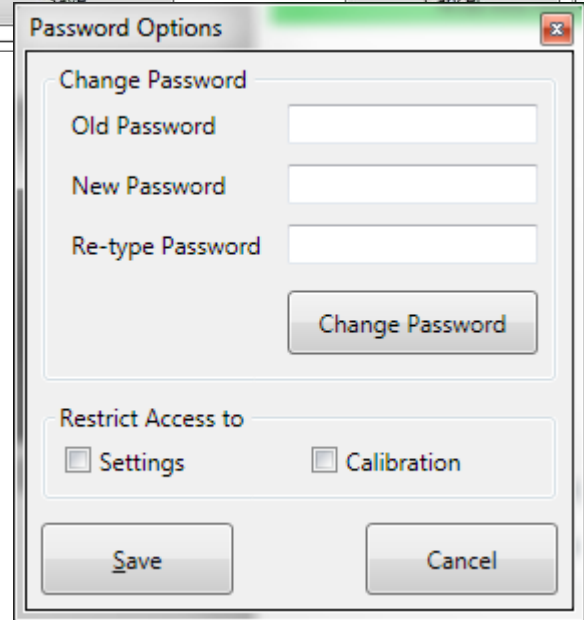 Password Options
Change Password
Old Password
New Password
Re-type Password
Change Password
Restrict Access to
Settings Calibration
Save Cancel